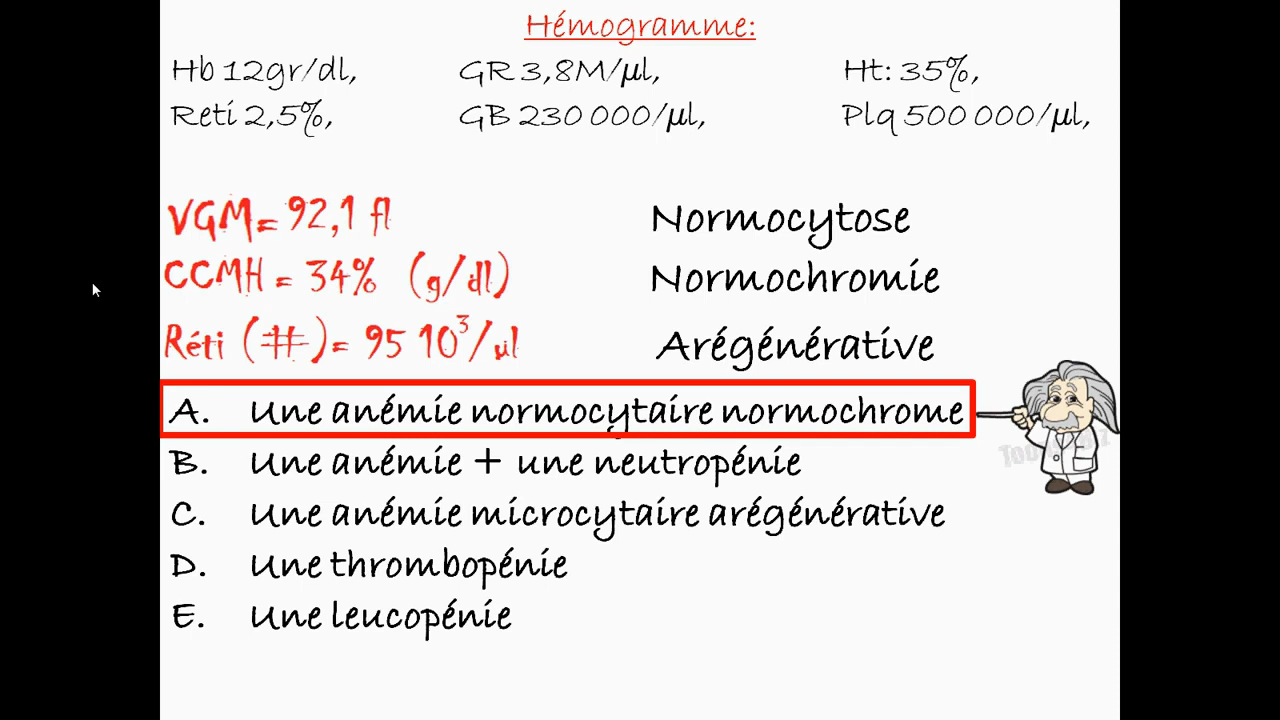 Hémogramme:
Hb 12gr/dl, GR 3,8M/µl, Ht: 35%,
Reti 2,5%, GB 230 000/µl, Plq 500 000/µl,
VGM= 92,1 fl Normocytose
CCMH = 34% (g/dl) Normochromie
Réti (#)= 95 10³/µl Arégénérative
A. Une anémie normocytaire normochrome
B. Une anémie + une neutropénie
C. Une anémie microcytaire arégénérative
D. Une thrombopénie
E. Une leucopénie